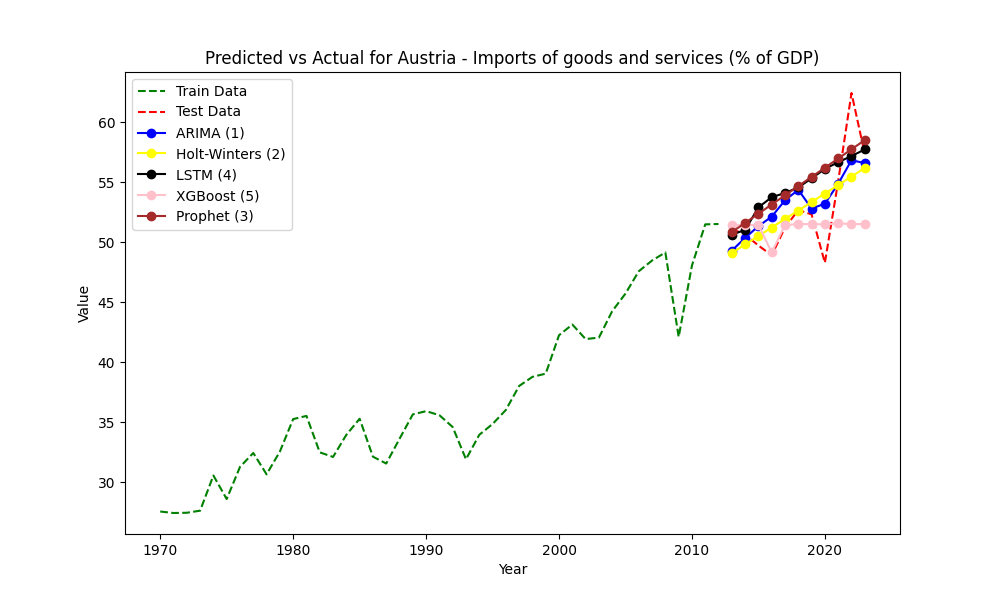 Predicted vs Actual for Austria - Imports of goods and services (% of GDP)
Train Data
Test Data
ARIMA (1)
Holt-Winters (2)
LSTM (4)
XGBoost (5)
Prophet (3)
Value
60
55
50
45
40
35
30
1970
1980
1990
2000
2010
2020
Year